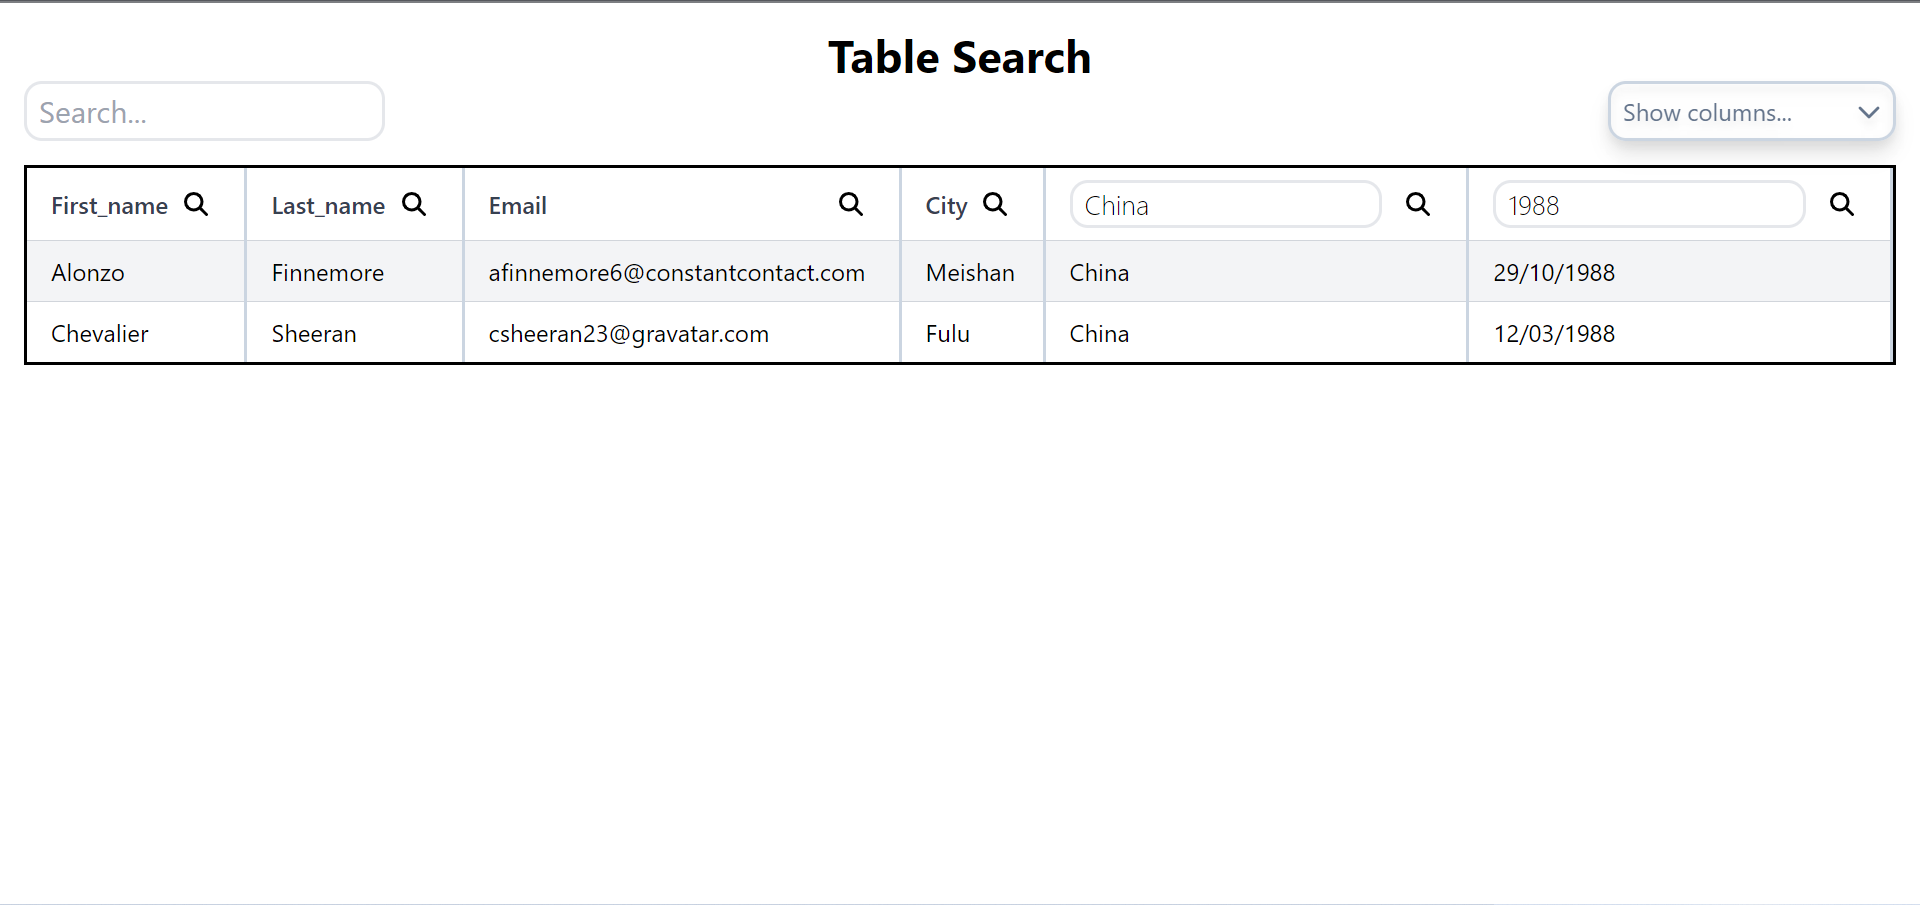 Table Search
Search...
Show columns...
First_name Last_name Email City China 1988
Alonzo Finnemore afinnemore6@constantcontact.com Meishan China 29/10/1988
Chevalier Sheeran csheeran23@gravatar.com Fulu China 12/03/1988